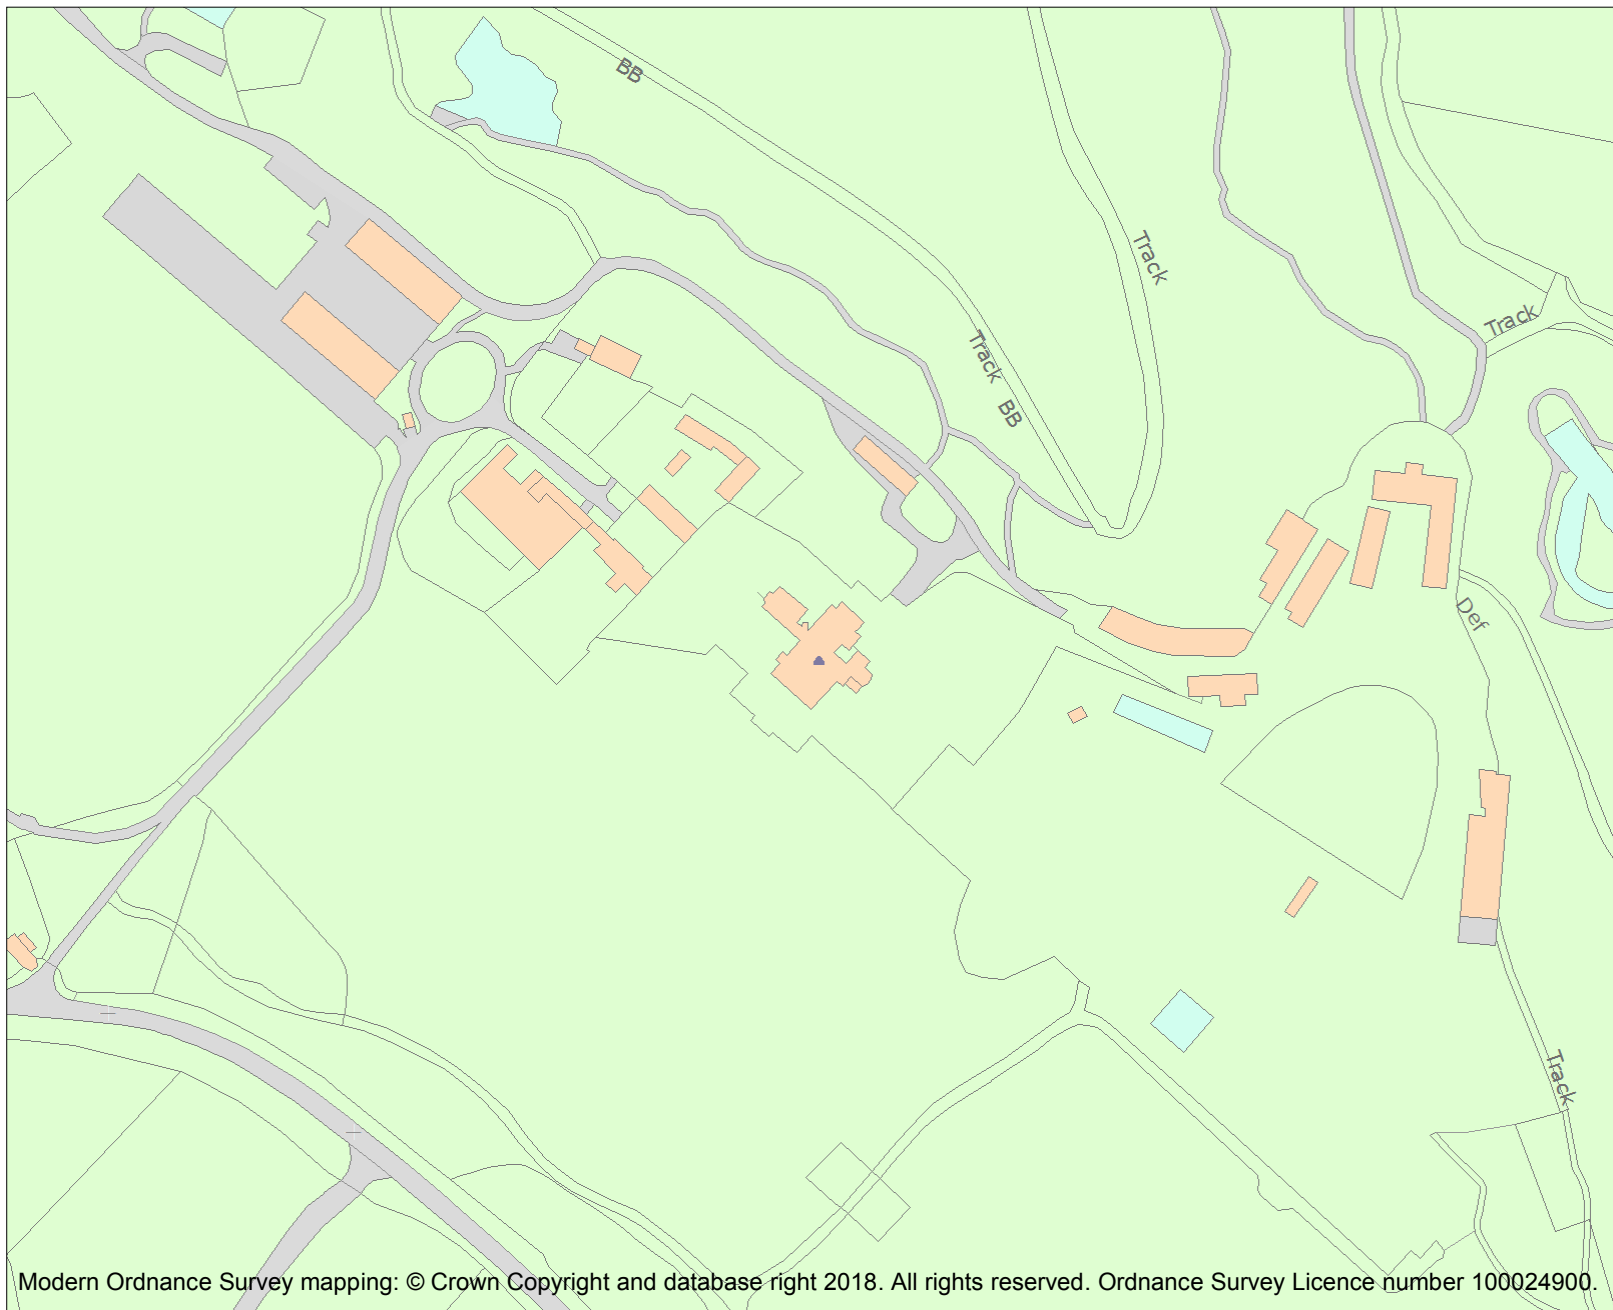 BB
Track
Track
Track
BB
Def
Track
Modern Ordnance Survey mapping: © Crown Copyright and database right 2018. All rights reserved. Ordnance Survey Licence number 100024900.